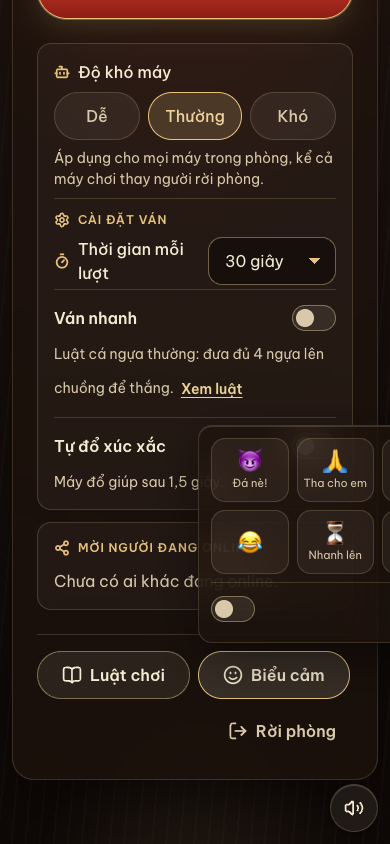 Độ khó máy
Dễ
Thường
Khó
Áp dụng cho mọi máy trong phòng, kể cả
máy chơi thay người rời phòng.
CÀI ĐẶT VÁN
Thời gian mỗi
lượt
30 giây
Ván nhanh
Luật cá ngựa thường: đưa đủ 4 ngựa lên
chuồng để thắng. Xem luật
Tự đổ xúc xắc
Máy đổ giúp sau 1,5 giây.
Đá nè!
Tha cho em
Nhanh lên
MỜI NGƯỜI ĐANG ONLINE
Chưa có ai khác đang online.
Luật chơi
Biểu cảm
Rời phòng